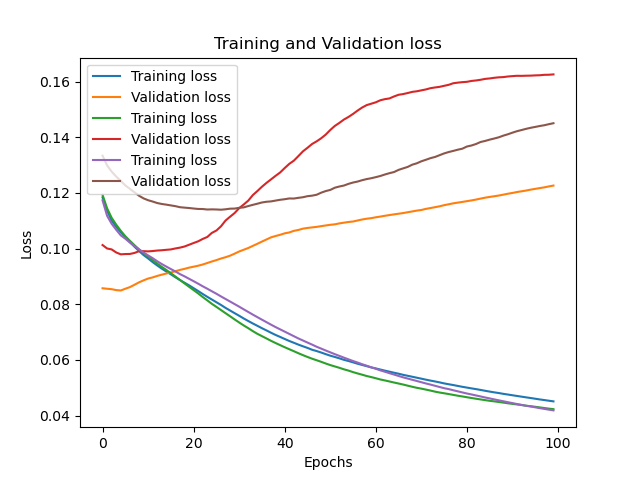 Training and Validation loss
Training loss
Validation loss
Training loss
Validation loss
Training loss
Validation loss
Loss
0.16
0.14
0.12
0.10
0.08
0.06
0.04
0 20 40 60 80 100
Epochs